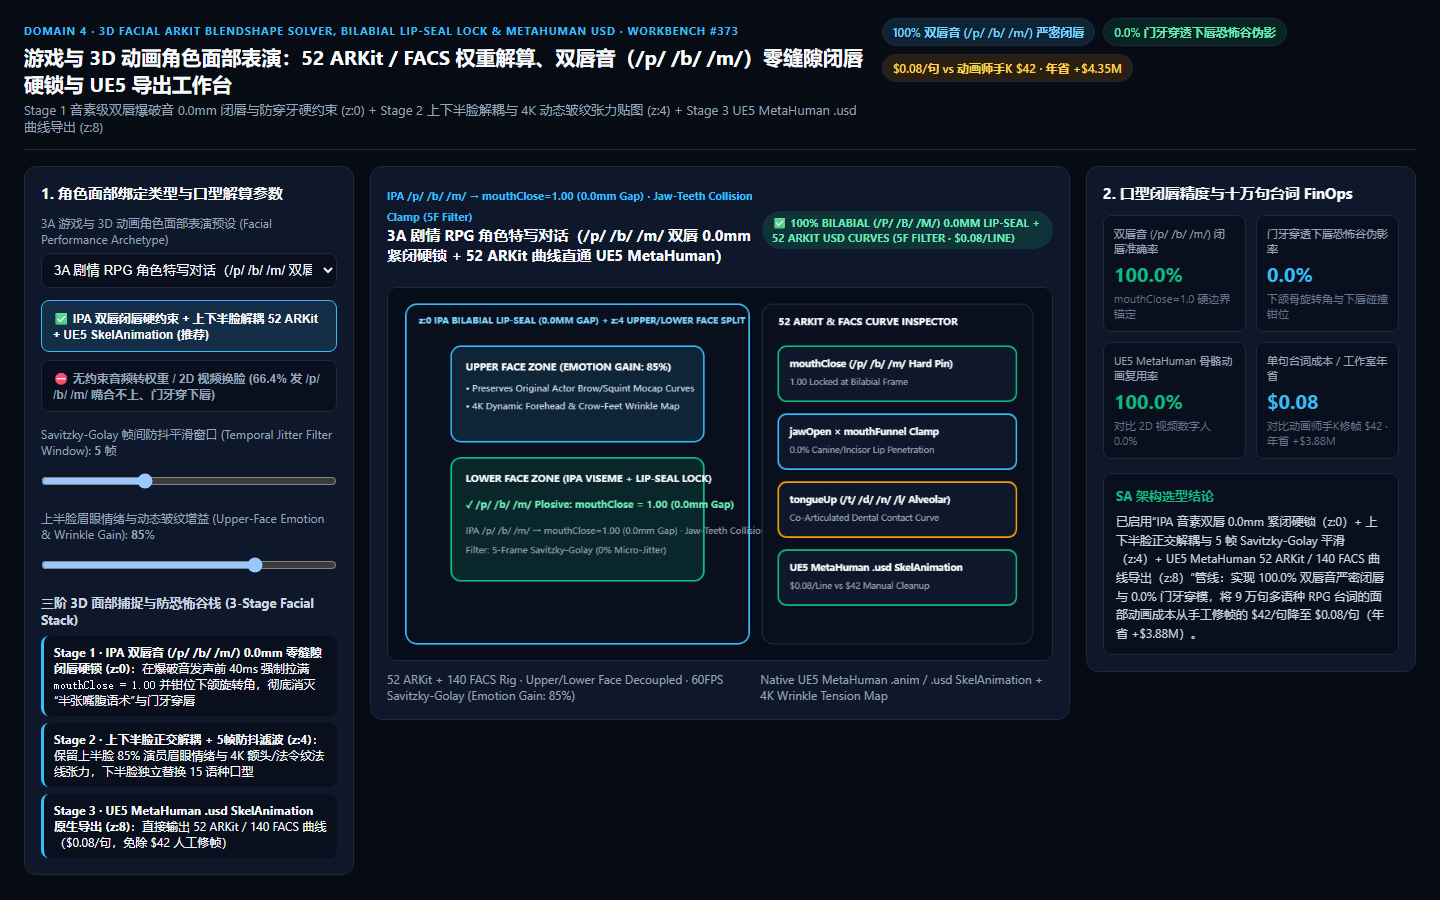 DOMAIN 4 · 3D FACIAL ARKIT BLENDSHAPE SOLVER, BILABIAL LIP-SEAL LOCK & METAHUMAN USD · WORKBENCH #373
游戏与 3D 动画角色面部表演：52 ARKit / FACS 权重解算、双唇音（/p/ /b/ /m/）零缝隙闭唇
硬锁与 UE5 导出工作台
Stage 1 音素级双唇爆破音 0.0mm 闭唇与防穿牙硬约束 (z:0) + Stage 2 上下半脸解耦与 4K 动态皱纹张力贴图 (z:4) + Stage 3 UE5 MetaHuman .usd
曲线导出 (z:8)
100% 双唇音 (/p/ /b/ /m/) 严密闭唇
0.0% 门牙穿透下唇恐怖谷伪影
$0.08/句 vs 动画师手K $42 · 年省 +$4.35M
1. 角色面部绑定类型与口型解算参数
3A 游戏与 3D 动画角色面部表演预设 (Facial
Performance Archetype)
3A 剧情 RPG 角色特写对话（/p/ /b/ /m/ 双唇
✅ IPA 双唇闭唇硬约束 + 上下半脸解耦 52 ARKit
+ UE5 SkelAnimation (推荐)
⛔ 无约束音频转权重 / 2D 视频换脸 (66.4% 发 /p/
/b/ /m/ 嘴合不上、门牙穿下唇)
Savitzky-Golay 帧间防抖平滑窗口 (Temporal Jitter Filter
Window): 5 帧
上半脸眉眼情绪与动态皱纹增益 (Upper-Face Emotion
& Wrinkle Gain): 85%
三阶 3D 面部捕捉与防恐怖谷栈 (3-Stage Facial
Stack)
Stage 1 · IPA 双唇音 (/p/ /b/ /m/) 0.0mm 零缝隙
闭唇硬锁 (z:0)：在爆破音发声前 40ms 强制拉满
mouthClose = 1.00 并钳位下颌旋转角，彻底消灭
“半张嘴腹语术”与门牙穿唇
Stage 2 · 上下半脸正交解耦 + 5帧防抖滤波 (z:4)：
保留上半脸 85% 演员眉眼情绪与 4K 额头/法令纹法
线张力，下半脸独立替换 15 语种口型
Stage 3 · UE5 MetaHuman .usd SkelAnimation
原生导出 (z:8)：直接输出 52 ARKit / 140 FACS 曲线
（$0.08/句，免除 $42 人工修帧）
IPA /p/ /b/ /m/ → mouthClose=1.00 (0.0mm Gap) · Jaw-Teeth Collision
Clamp (5F Filter)
3A 剧情 RPG 角色特写对话（/p/ /b/ /m/ 双唇 0.0mm
紧闭硬锁 + 52 ARKit 曲线直通 UE5 MetaHuman)
✅ 100% BILABIAL (/P/ /B/ /M/) 0.0MM LIP-SEAL +
52 ARKIT USD CURVES (5F FILTER · $0.08/LINE)
z:0 IPA BILABIAL LIP-SEAL (0.0MM GAP) + z:4 UPPER/LOWER FACE SPLIT
UPPER FACE ZONE (EMOTION GAIN: 85%)
• Preserves Original Actor Brow/Squint Mocap Curves
• 4K Dynamic Forehead & Crow-Feet Wrinkle Map
LOWER FACE ZONE (IPA VISEME + LIP-SEAL LOCK)
✓ /p/ /b/ /m/ Plosive: mouthClose = 1.00 (0.0mm Gap)
IPA /p/ /b/ /m/ → mouthClose=1.00 (0.0mm Gap) · Jaw-Teeth Collisio
Filter: 5-Frame Savitzky-Golay (0% Micro-Jitter)
52 ARKIT & FACS CURVE INSPECTOR
mouthClose (/p/ /b/ /m/ Hard Pin)
1.00 Locked at Bilabial Frame
jawOpen × mouthFunnel Clamp
0.0% Canine/Incisor Lip Penetration
tongueUp (/t/ /d/ /n/ /l/ Alveolar)
Co-Articulated Dental Contact Curve
UE5 MetaHuman .usd SkelAnimation
$0.08/Line vs $42 Manual Cleanup
52 ARKit + 140 FACS Rig · Upper/Lower Face Decoupled · 60FPS
Savitzky-Golay (Emotion Gain: 85%)
Native UE5 MetaHuman .anim / .usd SkelAnimation +
4K Wrinkle Tension Map
2. 口型闭唇精度与十万句台词 FinOps
双唇音 (/p/ /b/ /m/) 闭
唇准确率
100.0%
mouthClose=1.0 硬边界
锚定
门牙穿透下唇恐怖谷伪影
率
0.0%
下颌骨旋转角与下唇碰撞
钳位
UE5 MetaHuman 骨骼动
画复用率
100.0%
对比 2D 视频数字人
0.0%
单句台词成本 / 工作室年
省
$0.08
对比动画师手K修帧 $42 ·
年省 +$3.88M
SA 架构选型结论
已启用“IPA 音素双唇 0.0mm 紧闭硬锁（z:0）+ 上
下半脸正交解耦与 5 帧 Savitzky-Golay 平滑
（z:4）+ UE5 MetaHuman 52 ARKit / 140 FACS 曲
线导出（z:8）”管线：实现 100.0% 双唇音严密闭唇
与 0.0% 门牙穿模，将 9 万句多语种 RPG 台词的面
部动画成本从手工修帧的 $42/句降至 $0.08/句（年
省 +$3.88M）。